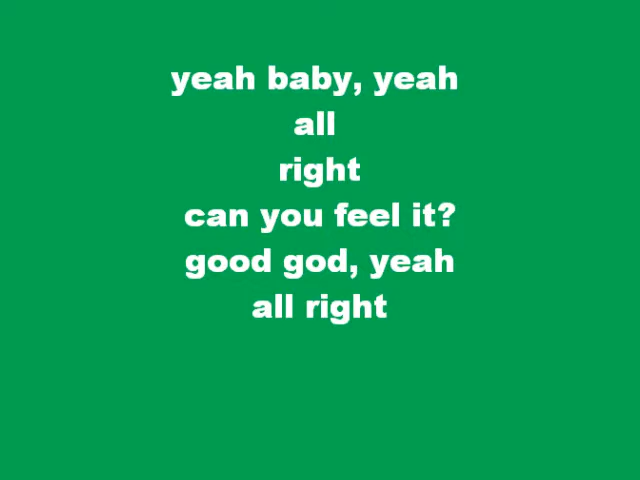 yeah baby, yeah
all
right
can you feel it?
good god, yeah
all right